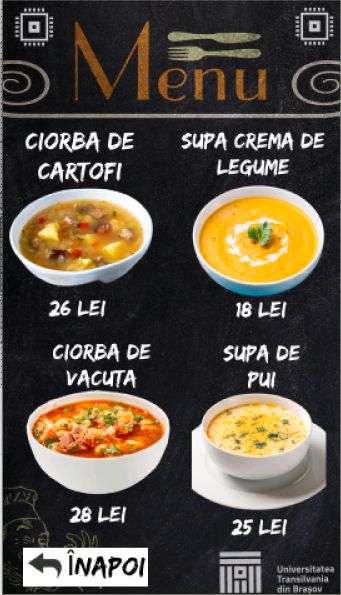 Menu
CIORBA DE
CARTOFI
26 LEI
SUPA CREMA DE
LEGUME
18 LEI
CIORBA DE
VACUTA
28 LEI
SUPA DE
PUI
25 LEI
ÎNAPOI
Universitatea
Transilvania
din Brașov